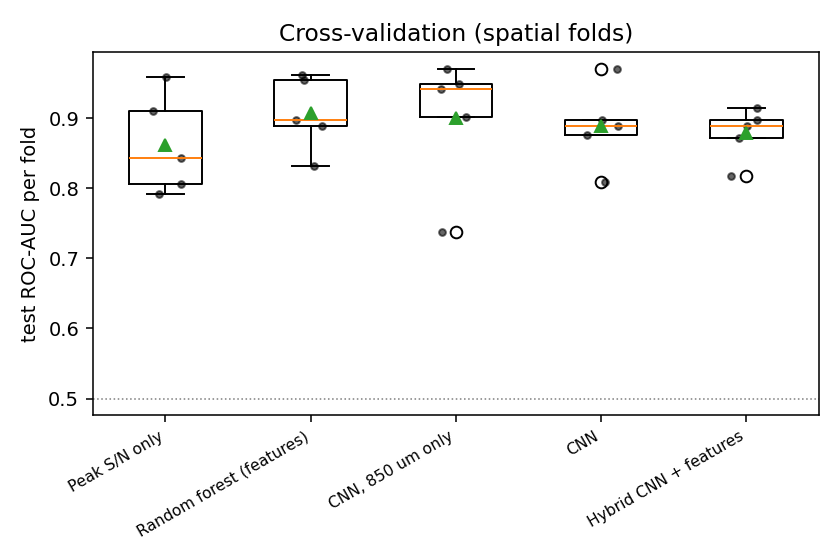 Cross-validation (spatial folds)
test ROC-AUC per fold
0.9
0.8
0.7
0.6
0.5
Peak S/N only
Random forest (features)
CNN, 850 um only
CNN
Hybrid CNN + features